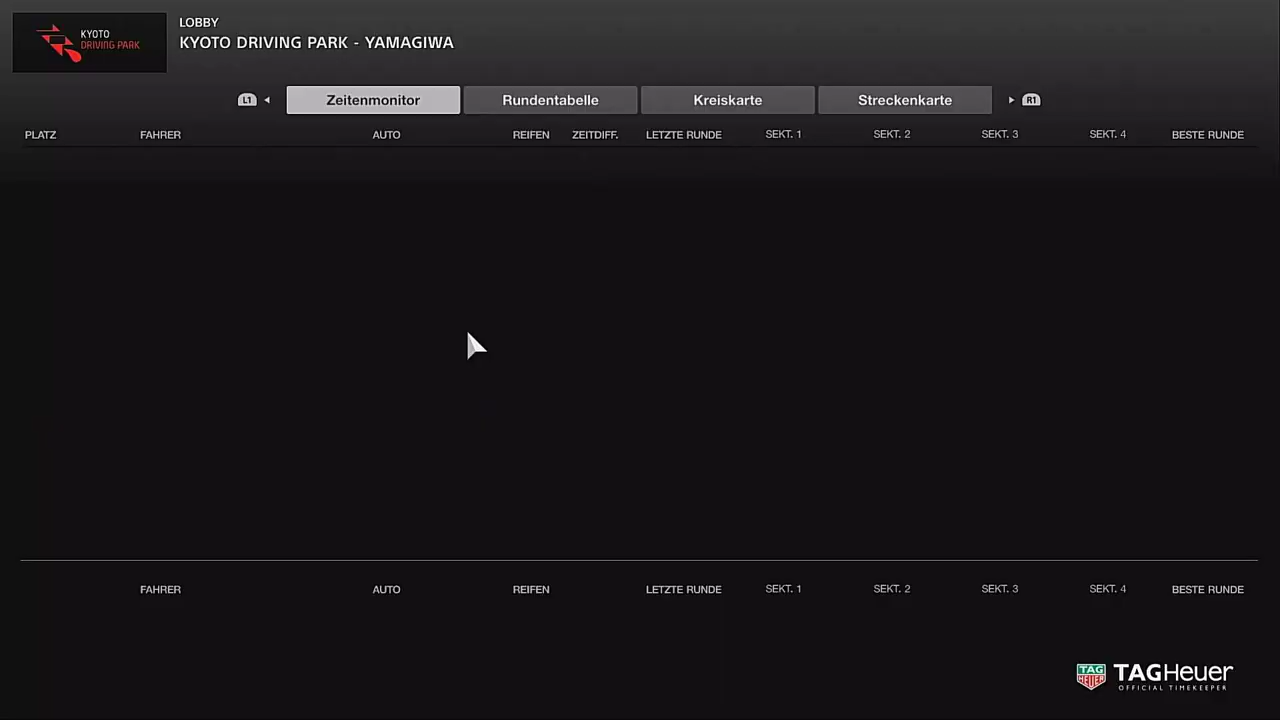 KYOTO
DRIVING PARK
LOBBY
KYOTO DRIVING PARK - YAMAGIWA
L1 Zeitenmonitor Rundentabelle Kreiskarte Streckenkarte R1
PLATZ FAHRER AUTO REIFEN ZEITDIFF. LETZTE RUNDE SEKT. 1 SEKT. 2 SEKT. 3 SEKT. 4 BESTE RUNDE
FAHRER AUTO REIFEN LETZTE RUNDE SEKT. 1 SEKT. 2 SEKT. 3 SEKT. 4 BESTE RUNDE
TAG HEUER TAGHeuer
OFFICIAL TIMEKEEPER